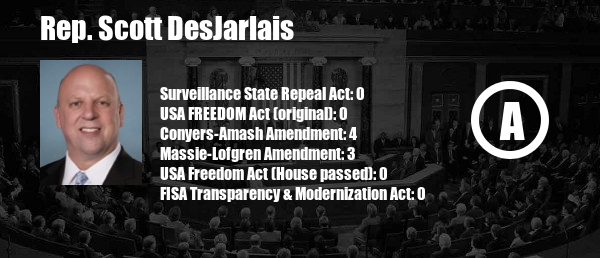 Rep. Scott DesJarlais
Surveillance State Repeal Act: 0
USA FREEDOM Act (original): 0
Conyers-Amash Amendment: 4
Massie-Lofgren Amendment: 3
USA Freedom Act (House passed): 0
FISA Transparency & Modernization Act: 0
A